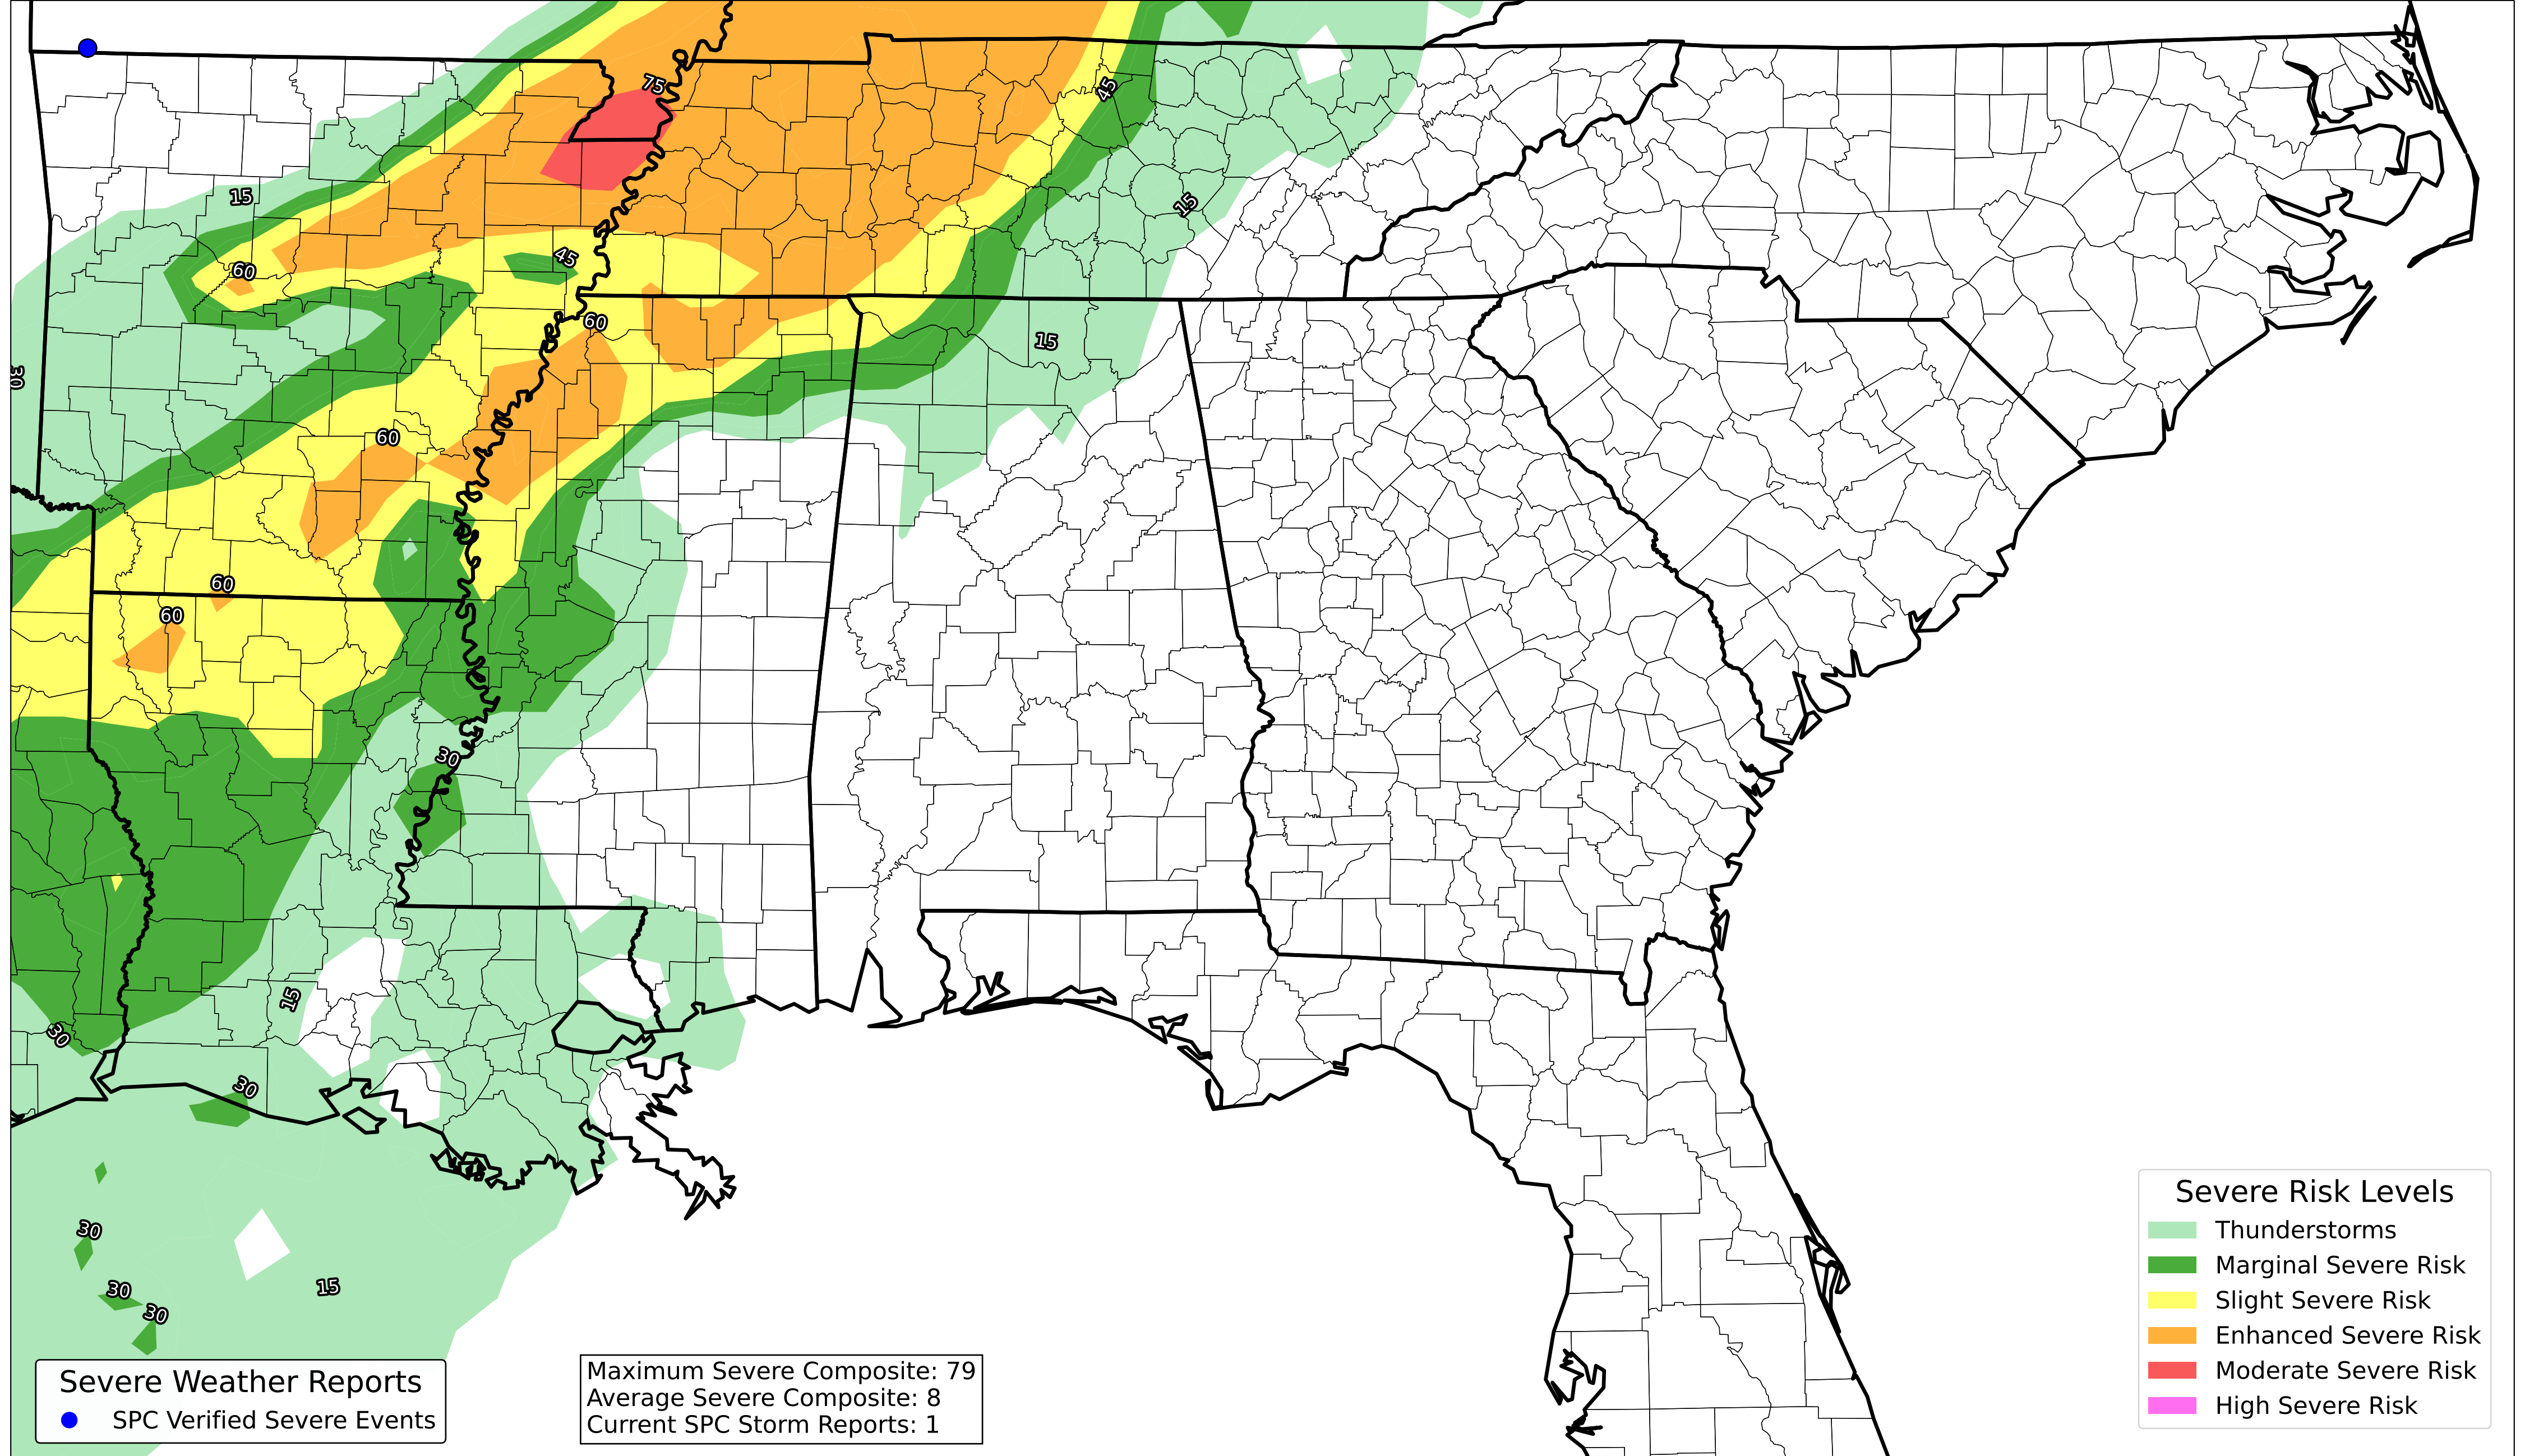 75
45
15
15
60
45
60
15
30
60
60
60
30
15
30
30
30
15
30
30
Severe Risk Levels
Thunderstorms
Marginal Severe Risk
Slight Severe Risk
Enhanced Severe Risk
Moderate Severe Risk
High Severe Risk
Severe Weather Reports
SPC Verified Severe Events
Maximum Severe Composite: 79
Average Severe Composite: 8
Current SPC Storm Reports: 1